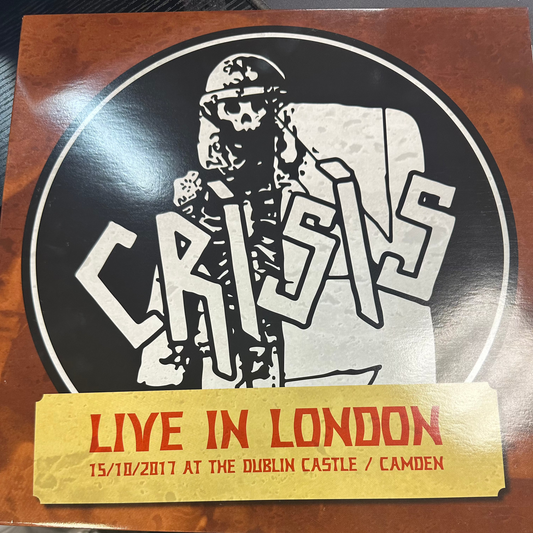 CRISIS
LIVE IN LONDON
15/10/2017 AT THE DUBLIN CASTLE / CAMDEN